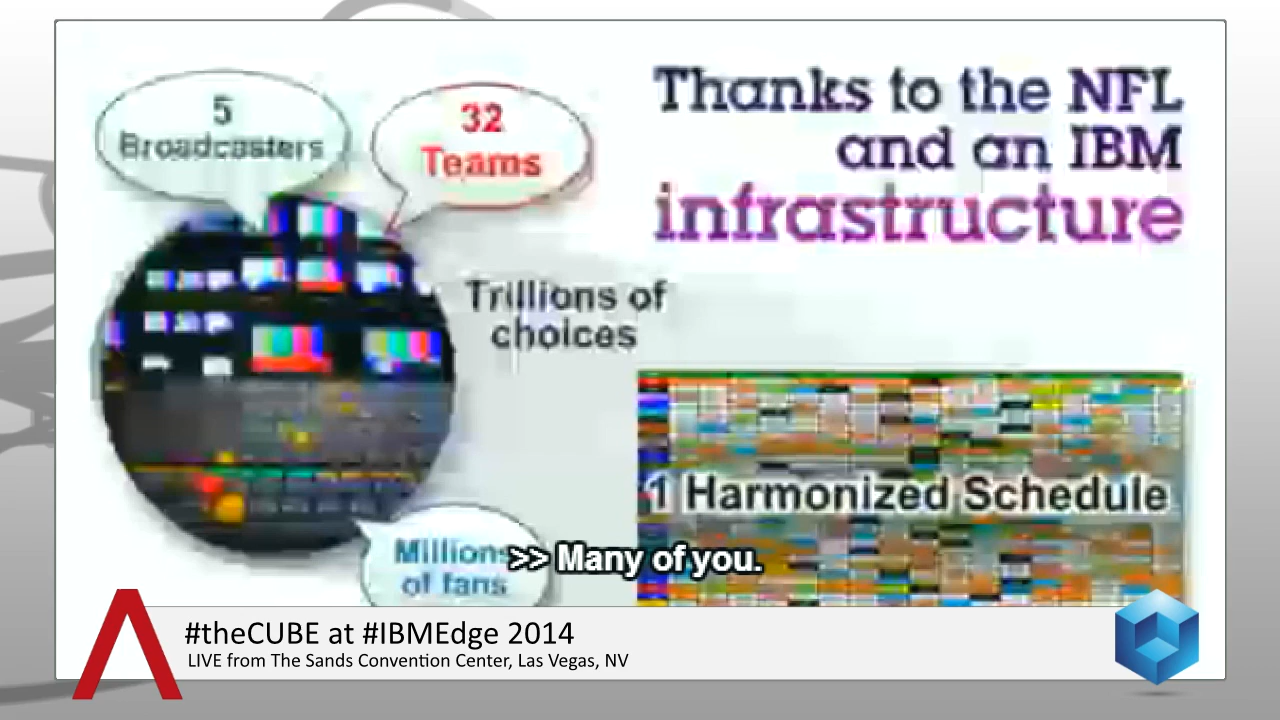 5
Broadcasters
32
Teams
Thanks to the NFL
and an IBM
infrastructure
Trillions of
choices
1 Harmonized Schedule
Millions
of fans
>> Many of you.
#theCUBE at #IBMEdge 2014
LIVE from The Sands Convention Center, Las Vegas, NV